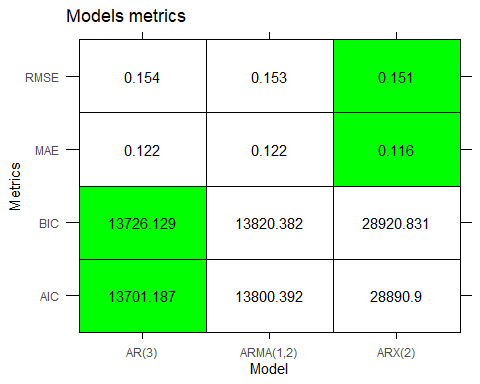 Models metrics
RMSE 0.154 0.153 0.151
MAE 0.122 0.122 0.116
BIC 13726.129 13820.382 28920.831
AIC 13701.187 13800.392 28890.9
AR(3) ARMA(1,2) ARX(2)
Model
Metrics